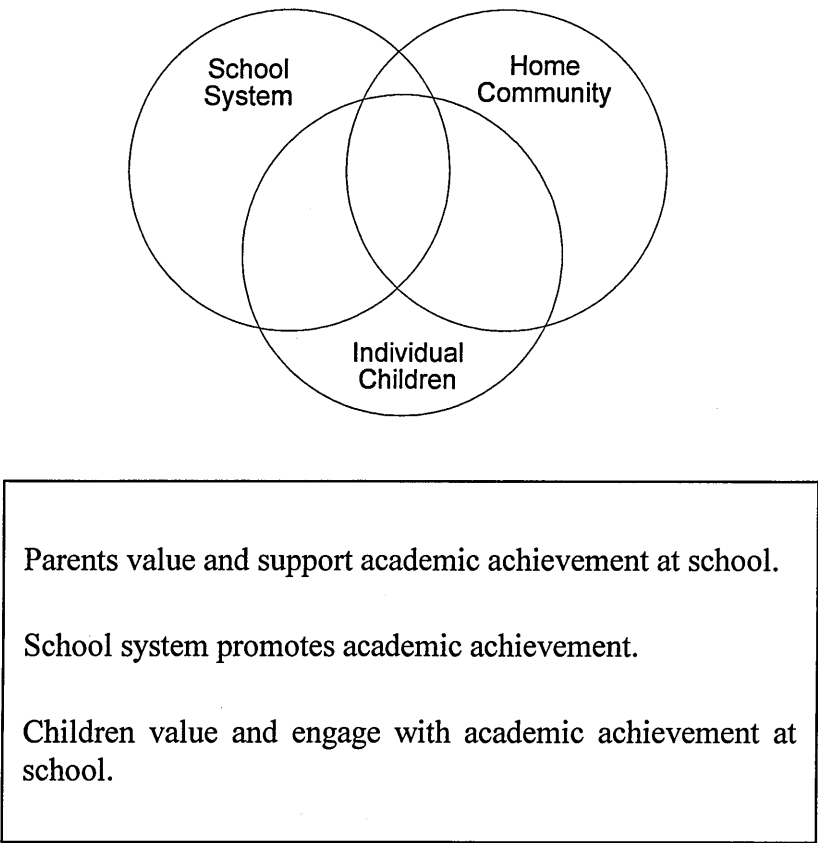 School
System
Home
Community
Individual
Children
Parents value and support academic achievement at school.
School system promotes academic achievement.
Children value and engage with academic achievement at
school.